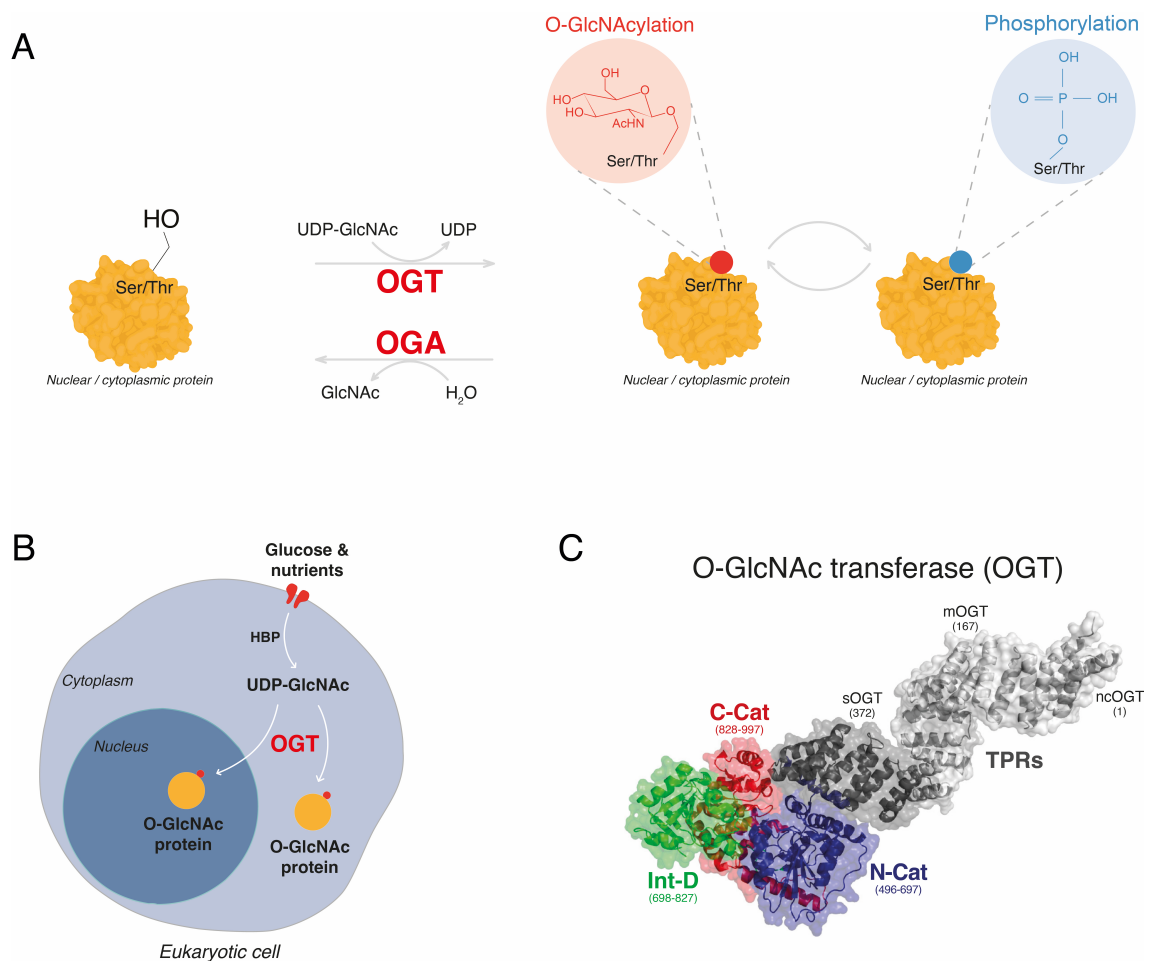 A
O-GlcNAcylation
OH
O
HO
HO
O
AcHN
Ser/Thr
Phosphorylation
OH
O
P
OH
O
Ser/Thr
HO
Ser/Thr
Nuclear / cytoplasmic protein
UDP-GlcNAc
UDP
OGT
OGA
GlcNAc
H2O
Ser/Thr
Nuclear / cytoplasmic protein
Ser/Thr
Nuclear / cytoplasmic protein
B
Glucose &
nutrients
HBP
Cytoplasm
UDP-GlcNAc
Nucleus
OGT
O-GlcNAc
protein
O-GlcNAc
protein
Eukaryotic cell
C
O-GlcNAc transferase (OGT)
mOGT
(167)
sOGT
(372)
ncOGT
(1)
C-Cat
(828-997)
TPRs
Int-D
(698-827)
N-Cat
(496-697)